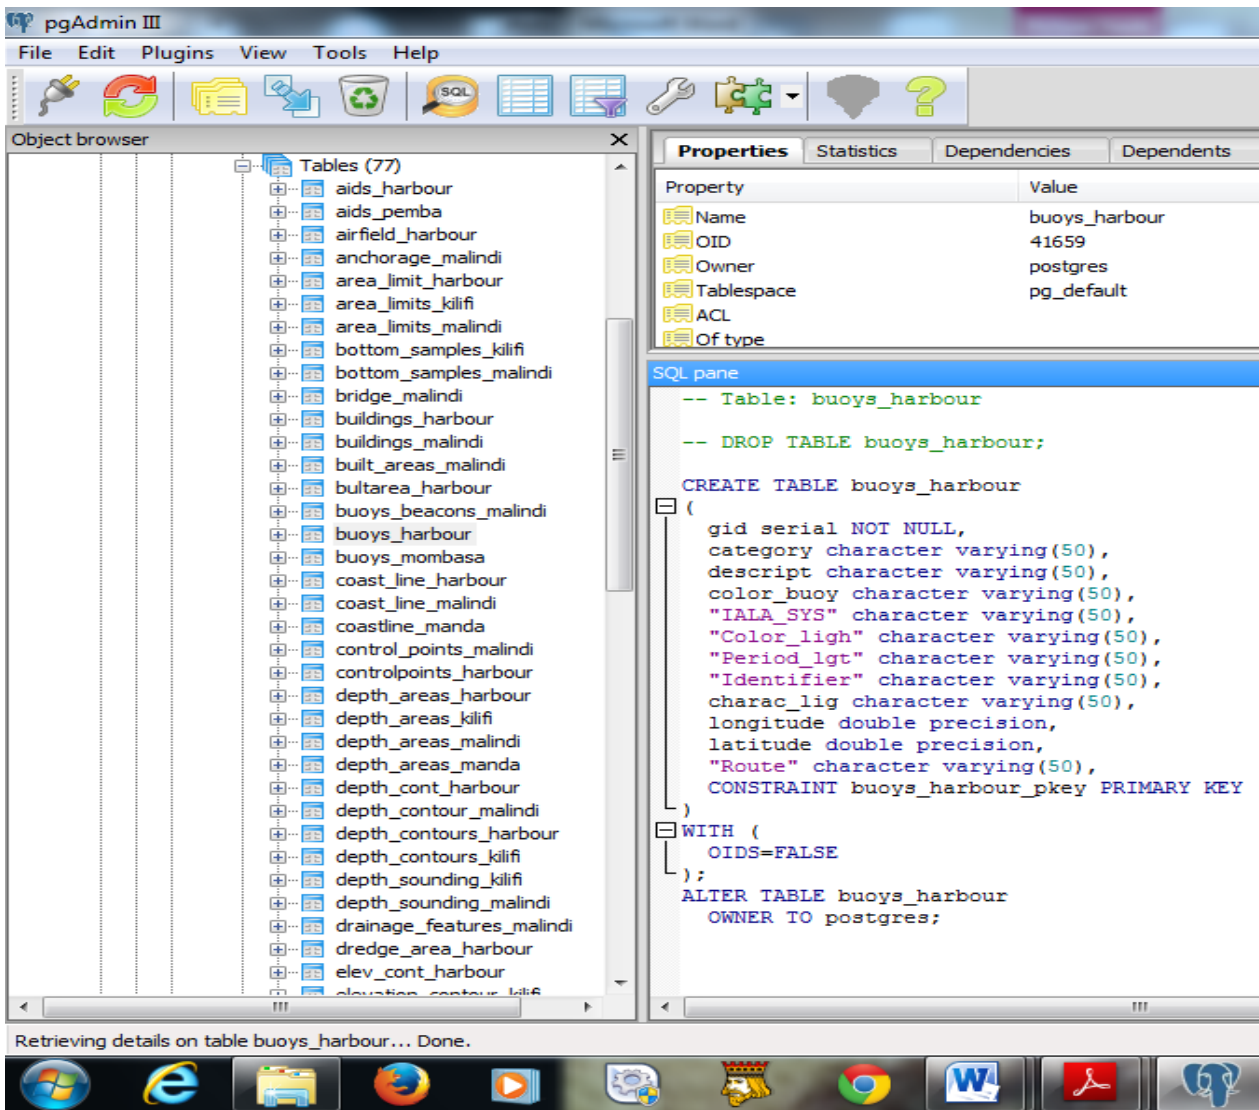 pgAdmin III
File Edit Plugins View Tools Help
SQL
Object browser
Tables (77)
aids_harbour
aids_pemba
airfield_harbour
anchorage_malindi
area_limit_harbour
area_limits_kilifi
area_limits_malindi
bottom_samples_kilifi
bottom_samples_malindi
bridge_malindi
buildings_harbour
buildings_malindi
built_areas_malindi
bultarea_harbour
buoys_beacons_malindi
buoys_harbour
buoys_mombasa
coast_line_harbour
coast_line_malindi
coastline_manda
control_points_malindi
controlpoints_harbour
depth_areas_harbour
depth_areas_kilifi
depth_areas_malindi
depth_areas_manda
depth_cont_harbour
depth_contour_malindi
depth_contours_harbour
depth_contours_kilifi
depth_sounding_kilifi
depth_sounding_malindi
drainage_features_malindi
dredge_area_harbour
elev_cont_harbour
elevation_contour_kilifi
Properties Statistics Dependencies Dependents
Property Value
Name buoys_harbour
OID 41659
Owner postgres
Tablespace pg_default
ACL
Of type
SQL pane
-- Table: buoys_harbour
-- DROP TABLE buoys_harbour;
CREATE TABLE buoys_harbour
(
gid serial NOT NULL,
category character varying(50),
descript character varying(50),
color_buoy character varying(50),
"IALA_SYS" character varying(50),
"Color_ligh" character varying(50),
"Period_lgt" character varying(50),
"Identifier" character varying(50),
charac_lig character varying(50),
longitude double precision,
latitude double precision,
"Route" character varying(50),
CONSTRAINT buoys_harbour_pkey PRIMARY KEY
)
WITH (
OIDS=FALSE
);
ALTER TABLE buoys_harbour
OWNER TO postgres;
Retrieving details on table buoys_harbour... Done.